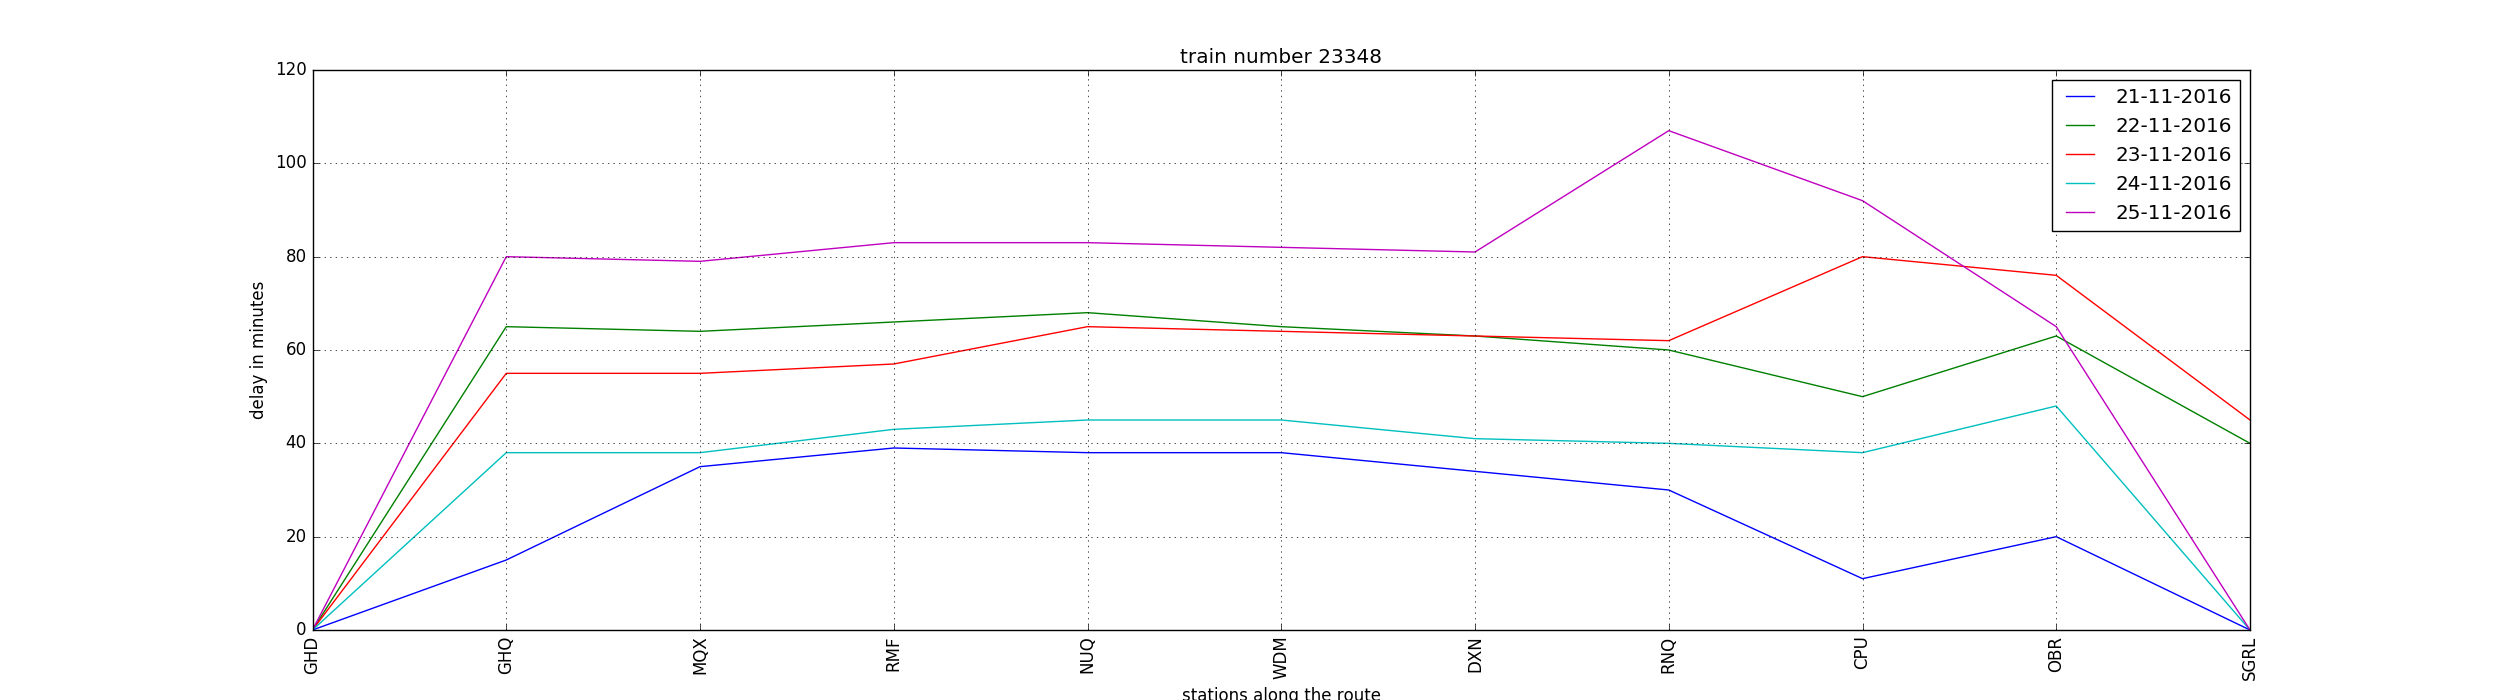 train number 23348
120
100
80
60
40
20
0
delay in minutes
21-11-2016
22-11-2016
23-11-2016
24-11-2016
25-11-2016
GHD
GHQ
MQX
RMF
NUQ
WDM
DXN
RNQ
CPU
OBR
SGRL
stations along the route